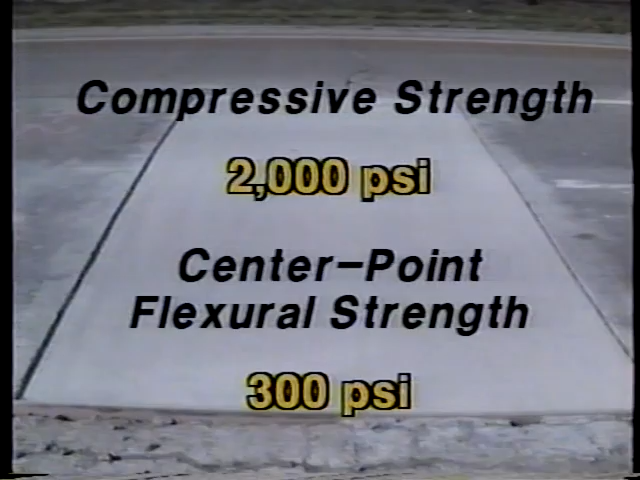 Compressive Strength
2,000 psi
Center-Point
Flexural Strength
300 psi